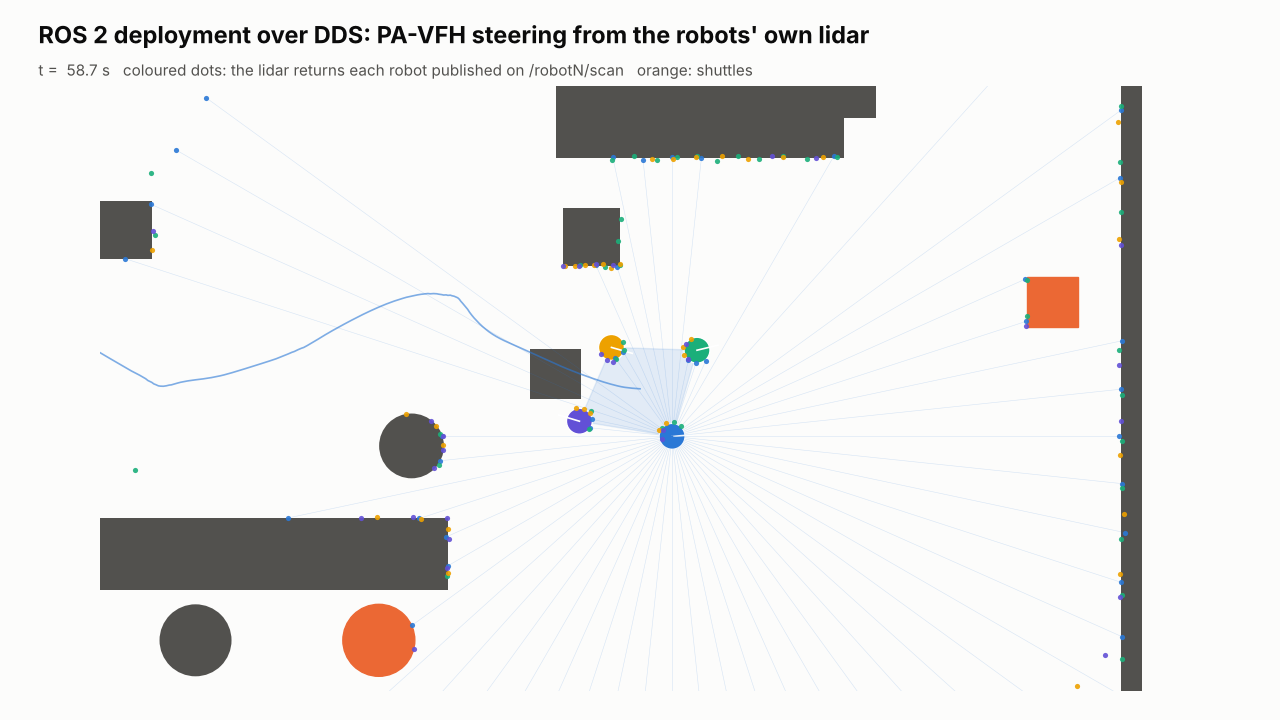 ROS 2 deployment over DDS: PA-VFH steering from the robots' own lidar
t = 58.7 s coloured dots: the lidar returns each robot published on /robotN/scan orange: shuttles